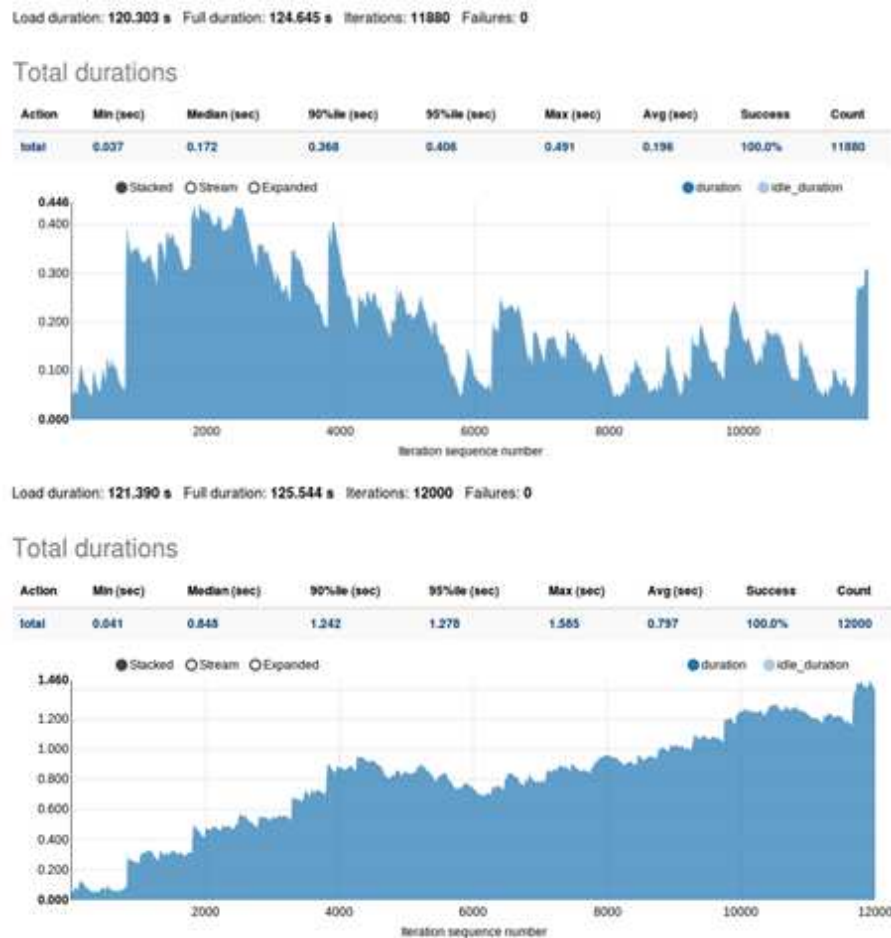 Load duration: 120.303 s Full duration: 124.645 s Iterations: 11880 Failures: 0
Total durations
Action Min (sec) Median (sec) 90%ile (sec) 95%ile (sec) Max (sec) Avg (sec) Success Count
total 0.037 0.172 0.368 0.406 0.491 0.196 100.0% 11880
Stacked Stream Expanded duration idle_duration
0.446
0.400
0.300
0.200
0.100
0.000
2000 4000 6000 8000 10000
Iteration sequence number
Load duration: 121.390 s Full duration: 125.544 s Iterations: 12000 Failures: 0
Total durations
Action Min (sec) Median (sec) 90%ile (sec) 95%ile (sec) Max (sec) Avg (sec) Success Count
total 0.041 0.848 1.242 1.278 1.585 0.797 100.0% 12000
Stacked Stream Expanded duration idle_duration
1.460
1.200
1.000
0.800
0.600
0.400
0.200
0.000
2000 4000 6000 8000 10000 12000
Iteration sequence number